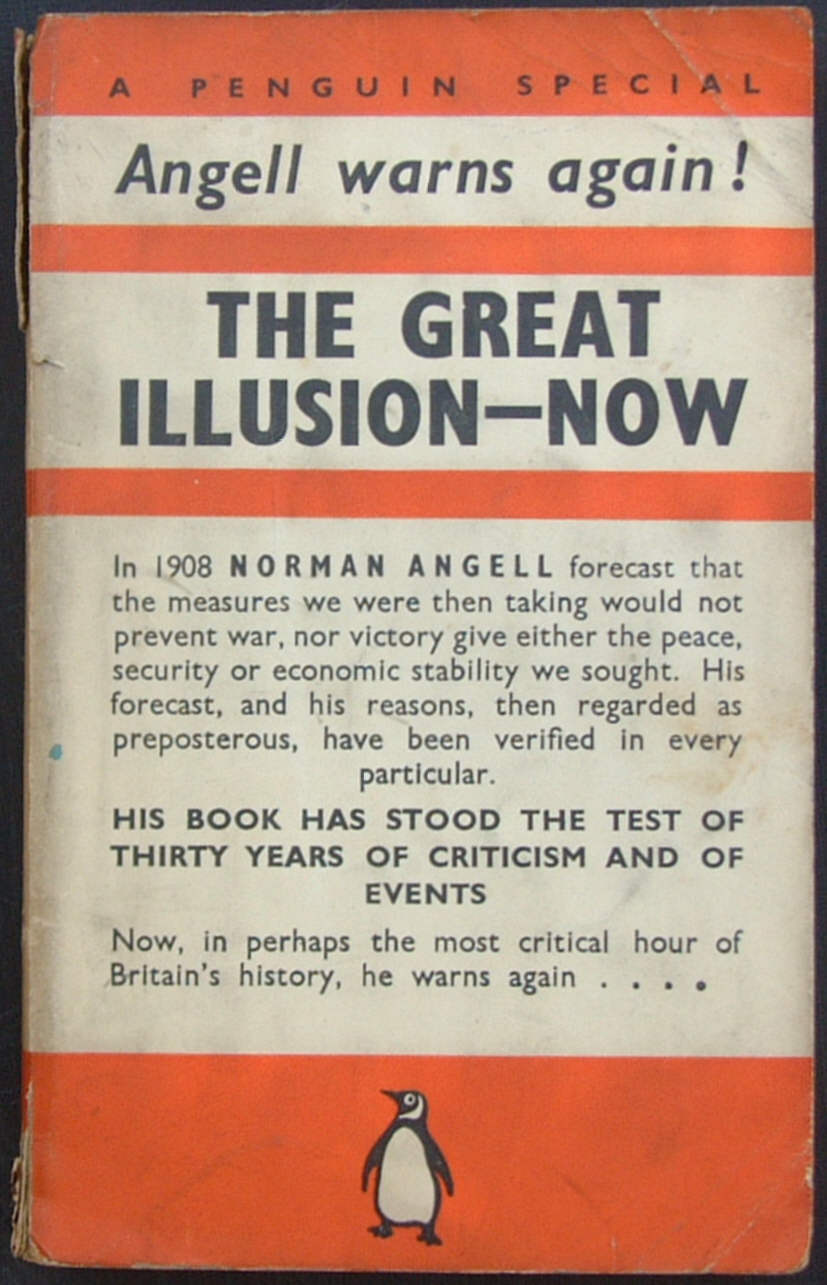 A PENGUIN SPECIAL
Angell warns again!
THE GREAT
ILLUSION—NOW
In 1908 NORMAN ANGELL forecast that
the measures we were then taking would not
prevent war, nor victory give either the peace,
security or economic stability we sought. His
forecast, and his reasons, then regarded as
preposterous, have been verified in every
particular.
HIS BOOK HAS STOOD THE TEST OF
THIRTY YEARS OF CRITICISM AND OF
EVENTS
Now, in perhaps the most critical hour of
Britain's history, he warns again . . . .